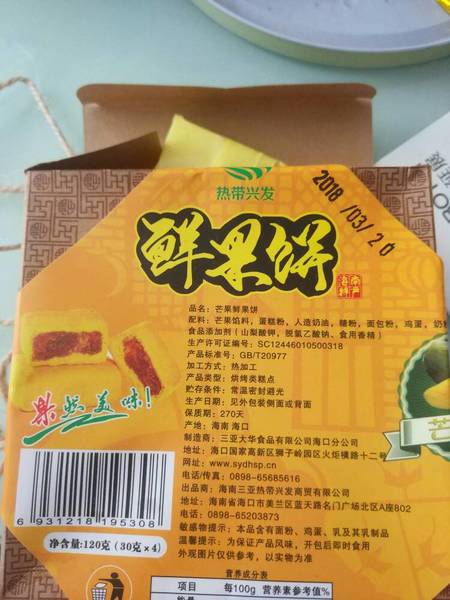 热带兴发
2018/03/20
鲜果饼
海南
特产
品名：芒果鲜果饼
配料：芒果馅料，蛋糕粉，人造奶油，糖粉，面包粉，鸡蛋，奶粉
食品添加剂（山梨酸钾，脱氢乙酸钠、食用香精）
生产许可证编号：SC12446010500318
产品标准号：GB/T20977
加工方式：热加工
产品类型：烘烤类糕点
贮存条件：常温密封避光
生产日期：见外包装侧面或背面
保质期：270天
产地：海南 海口
制造商：三亚大华食品有限公司海口分公司
地址：海口国家高新区狮子岭园区火炬横路十二号
网址：www.sydhsp.cn
电话/传真：0898-65685616
出品商：海南三亚热带兴发商贸有限公司
地址：海南省海口市美兰区蓝天路名门广场北区A座802
电话：0898-65203873
敏感物提示：本品含有面粉、鸡蛋、乳及其乳制品
温馨提示：为保证产品风味，开包后即时食用
外观图片仅供参考，以实物为准
果然美味！
6 931218 195308
净含量：120克（30克×4）
营养成分表
项目 每100g 营养素参考值%